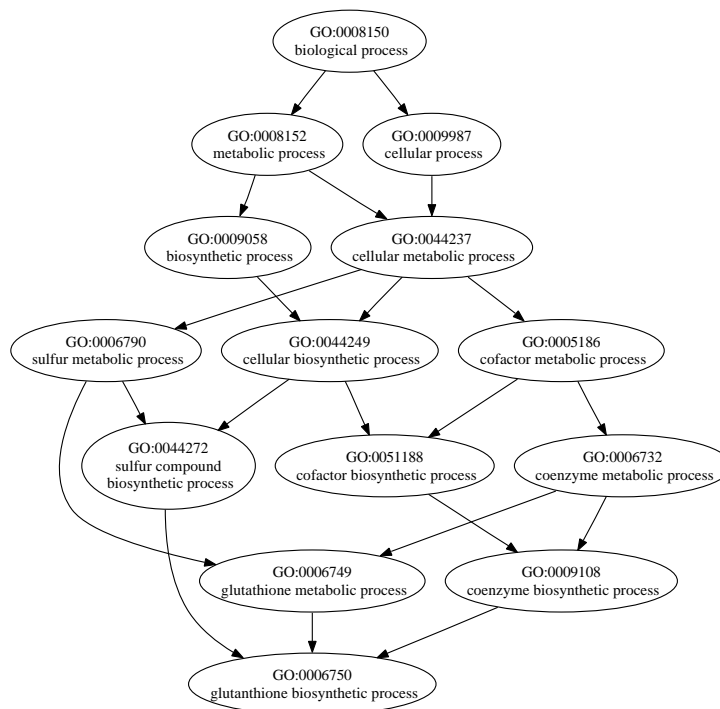 GO:0008150
biological process
GO:0008152
metabolic process
GO:0009987
cellular process
GO:0009058
biosynthetic process
GO:0044237
cellular metabolic process
GO:0006790
sulfur metabolic process
GO:0044249
cellular biosynthetic process
GO:0005186
cofactor metabolic process
GO:0044272
sulfur compound
biosynthetic process
GO:0051188
cofactor biosynthetic process
GO:0006732
coenzyme metabolic process
GO:0006749
glutathione metabolic process
GO:0009108
coenzyme biosynthetic process
GO:0006750
glutanthione biosynthetic process